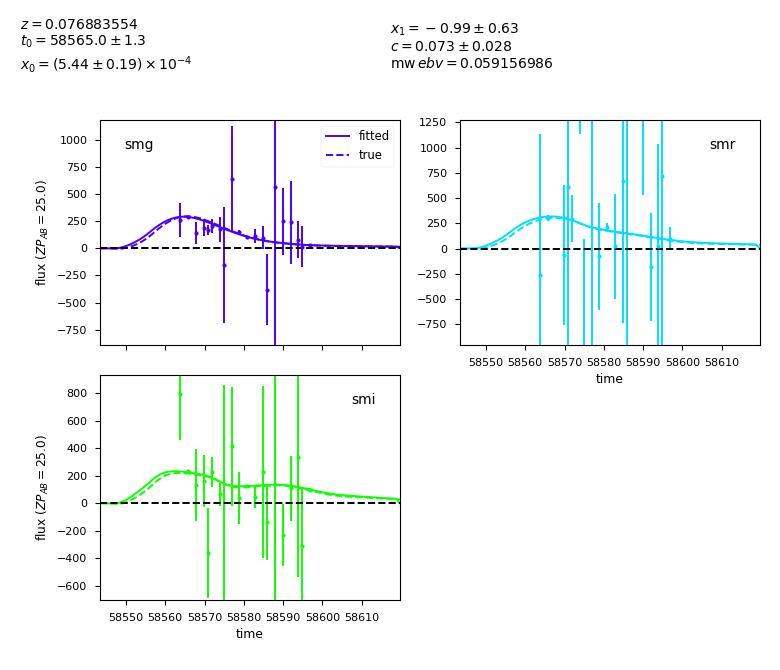 z = 0.076883554
t₀ = 58565.0 ± 1.3
x₀ = (5.44 ± 0.19) × 10⁻⁴
x₁ = −0.99 ± 0.63
c = 0.073 ± 0.028
mw ebv = 0.059156986
smg
fitted
true
1000
750
500
250
0
−250
−500
−750
flux (ZP_AB = 25.0)
smr
1250
1000
750
500
250
0
−250
−500
−750
58550 58560 58570 58580 58590 58600 58610
time
smi
800
600
400
200
0
−200
−400
−600
flux (ZP_AB = 25.0)
58550 58560 58570 58580 58590 58600 58610
time